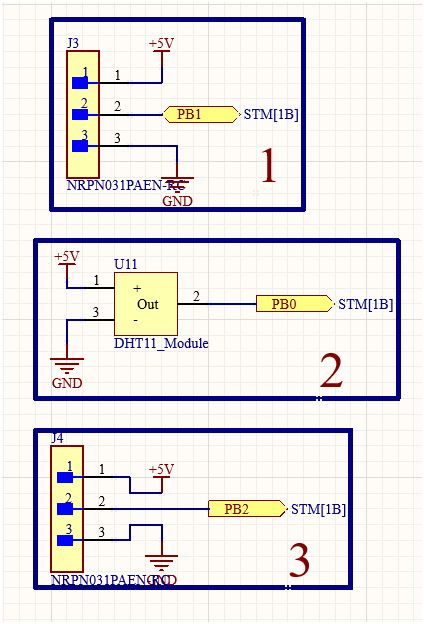 J3
+5V
1 1
2 2 PB1 STM[1B]
3 3
1
NRPN031PAEN-RC
GND
+5V U11
1 +
Out 2 PB0 STM[1B]
3 -
DHT11_Module
GND
2
J4
1 1 +5V
2 2 PB2 STM[1B]
3 3
3
NRPN031PAEN-RC
GND